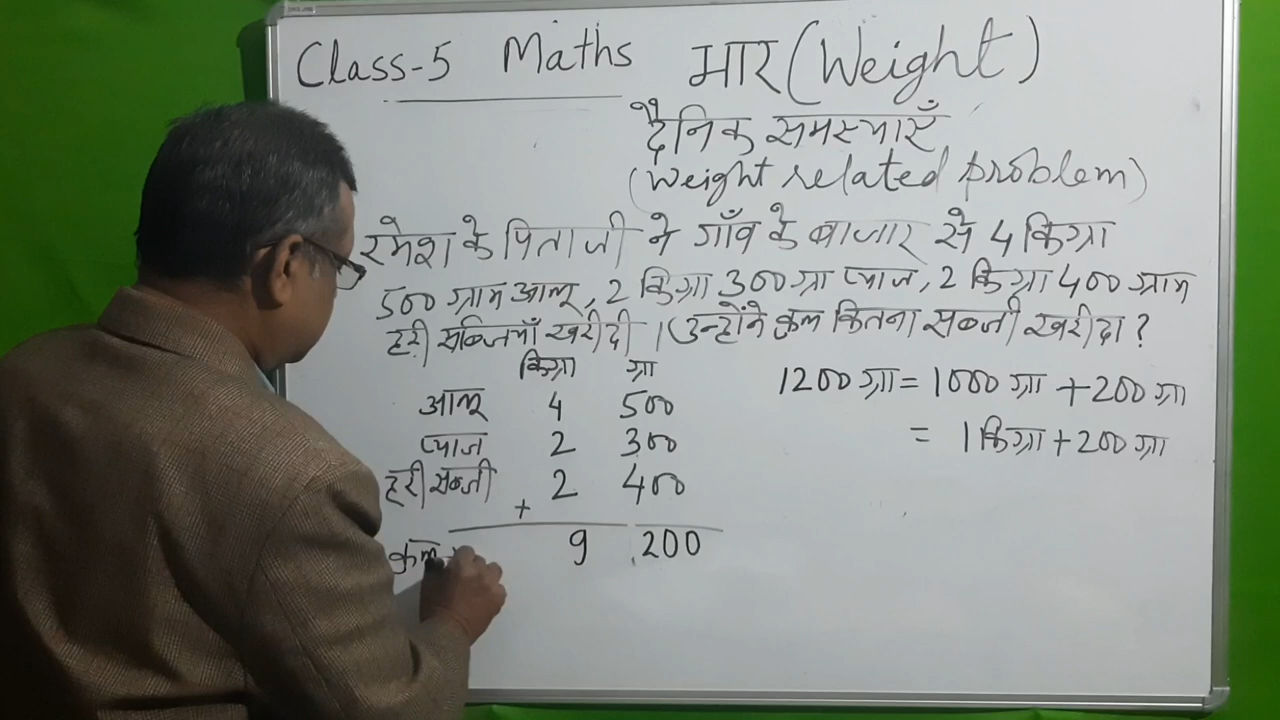 Class-5 Maths भार (Weight)
दैनिक समस्याएँ
(Weight related problem)
रमेश के पिताजी ने गाँव के बाजार से 4 किग्रा
500 ग्राम आलू, 2 किग्रा 300 ग्रा प्याज, 2 किग्रा 400 ग्राम
हरी सब्जियाँ खरीदी । उन्होंने कुल कितना सब्जी खरीदा ?
किग्रा ग्रा
आलू 4 500
प्याज 2 300
हरी सब्जी + 2 400
कुल 9 200
1200 ग्रा = 1000 ग्रा + 200 ग्रा
= 1 किग्रा + 200 ग्रा